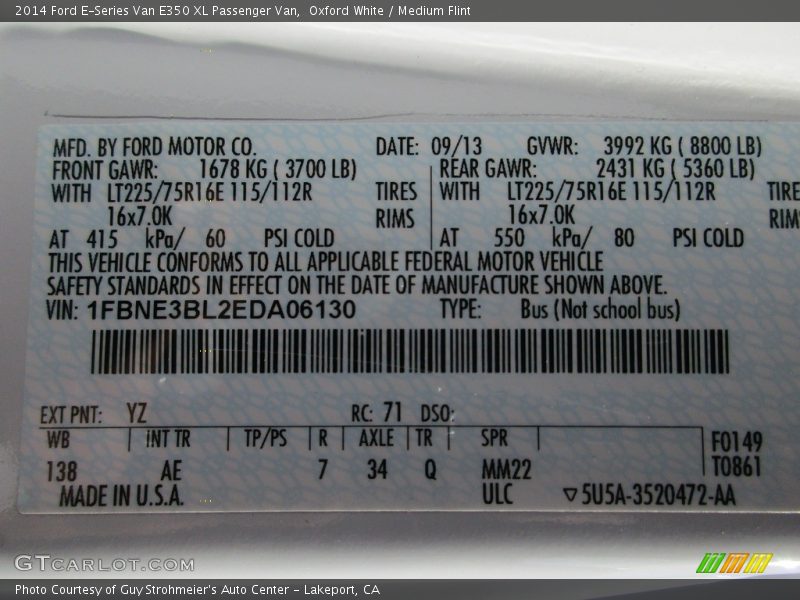 2014 Ford E-Series Van E350 XL Passenger Van,  Oxford White / Medium Flint
MFD. BY FORD MOTOR CO. DATE: 09/13 GVWR: 3992 KG ( 8800 LB)
FRONT GAWR: 1678 KG ( 3700 LB) REAR GAWR: 2431 KG ( 5360 LB)
WITH LT225/75R16E 115/112R TIRES WITH LT225/75R16E 115/112R TIRE
16x7.0K RIMS 16x7.0K RIM
AT 415 kPa/ 60 PSI COLD AT 550 kPa/ 80 PSI COLD
THIS VEHICLE CONFORMS TO ALL APPLICABLE FEDERAL MOTOR VEHICLE
SAFETY STANDARDS IN EFFECT ON THE DATE OF MANUFACTURE SHOWN ABOVE.
VIN: 1FBNE3BL2EDA06130 TYPE: Bus (Not school bus)
EXT PNT: YZ RC: 71 DSO:
WB INT TR TP/PS R AXLE TR SPR F0149
138 AE 7 34 Q MM22 T0861
MADE IN U.S.A. ULC ▽5U5A-3520472-AA
GTCARLOT.COM
Photo Courtesy of Guy Strohmeier's Auto Center - Lakeport, CA